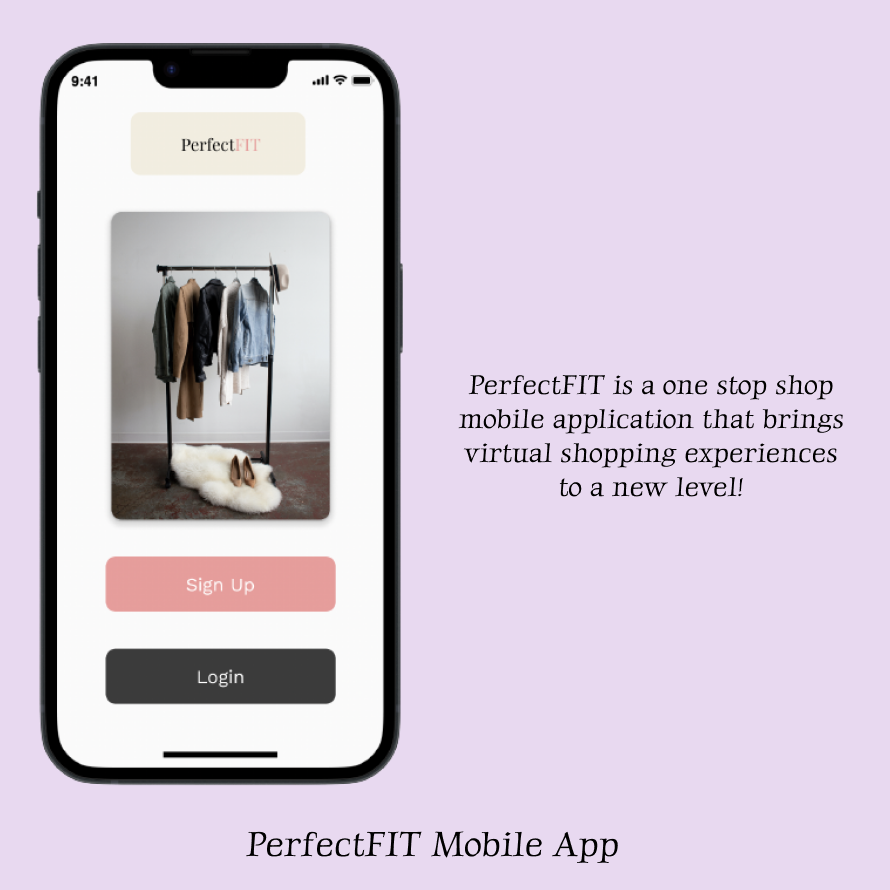 9:41
PerfectFIT
Sign Up
Login
PerfectFIT is a one stop shop
mobile application that brings
virtual shopping experiences
to a new level!
PerfectFIT Mobile App